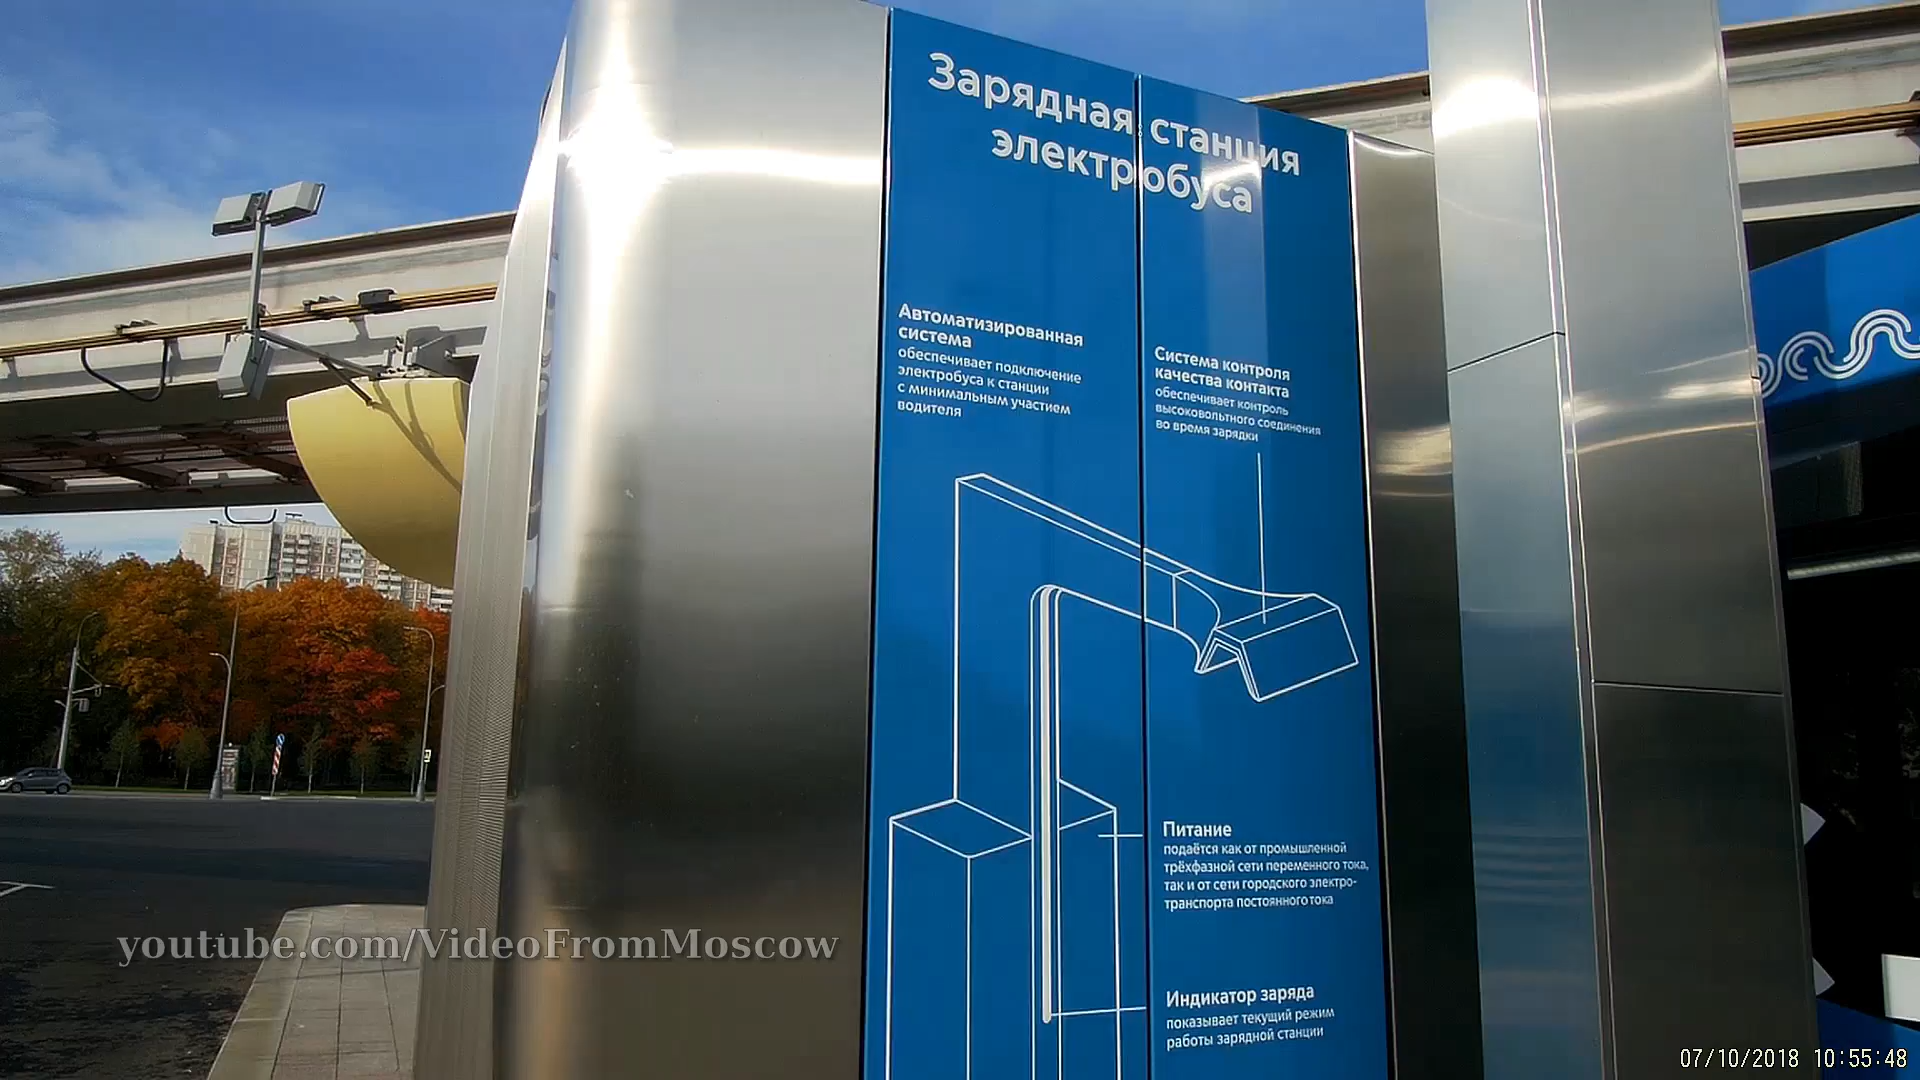 Зарядная станция
электробуса
Автоматизированная
система
обеспечивает подключение
электробуса к станции
с минимальным участием
водителя
Система контроля
качества контакта
обеспечивает контроль
высоковольтного соединения
во время зарядки
Питание
подаётся как от промышленной
трёхфазной сети переменного тока,
так и от сети городского электро-
транспорта постоянного тока
Индикатор заряда
показывает текущий режим
работы зарядной станции
youtube.com/VideoFromMoscow
07/10/2018 10:55:48